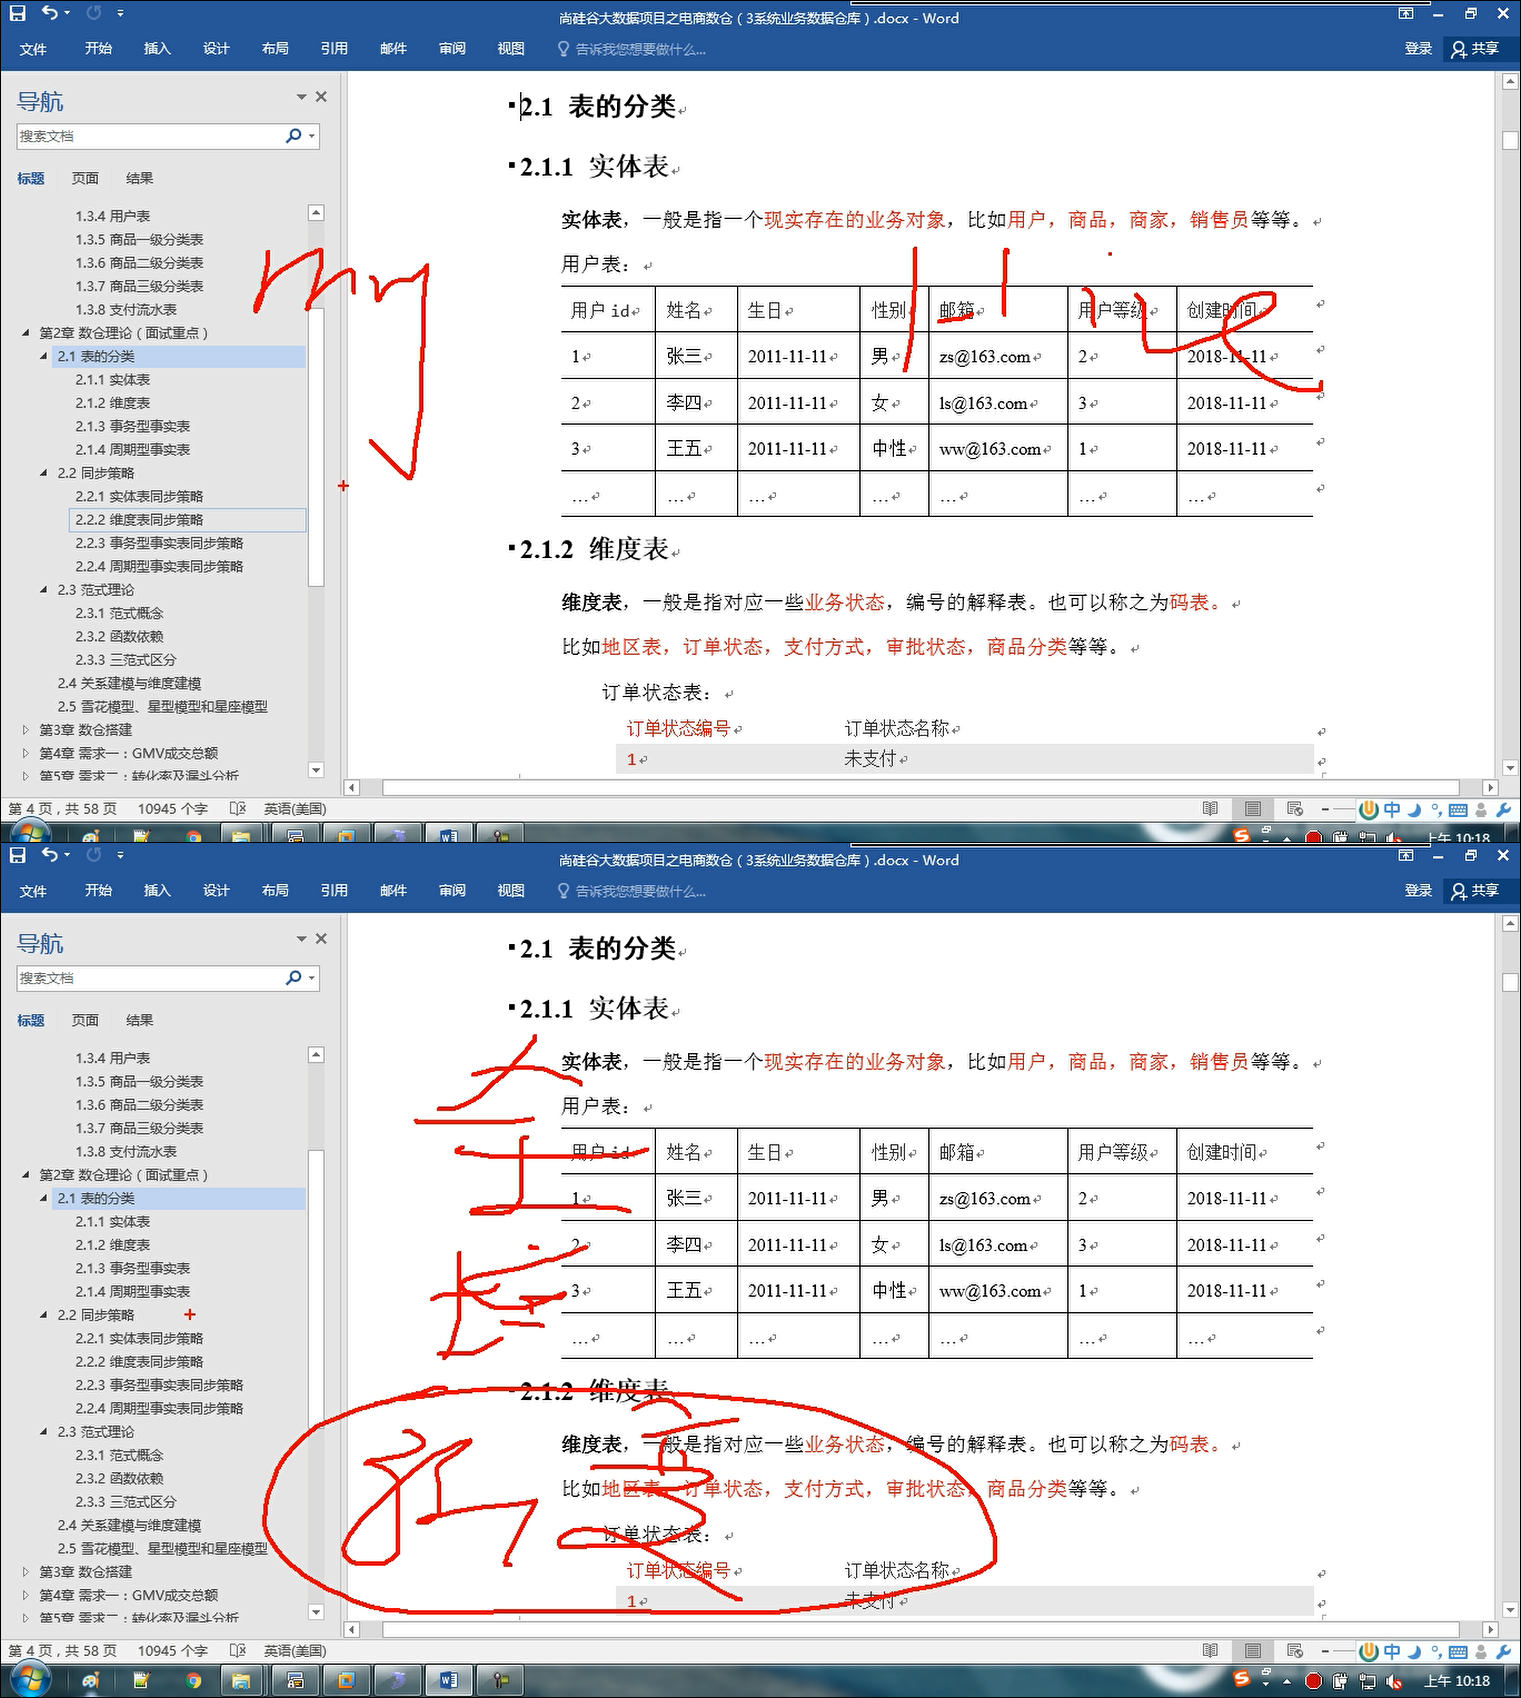 尚硅谷大数据项目之电商数仓（3系统业务数据仓库）.docx - Word
文件 开始 插入 设计 布局 引用 邮件 审阅 视图 告诉我您想要做什么... 登录 共享
导航
搜索文档
标题 页面 结果
1.3.4 用户表
1.3.5 商品一级分类表
1.3.6 商品二级分类表
1.3.7 商品三级分类表
1.3.8 支付流水表
第2章 数仓理论（面试重点）
2.1 表的分类
2.1.1 实体表
2.1.2 维度表
2.1.3 事务型事实表
2.1.4 周期型事实表
2.2 同步策略
2.2.1 实体表同步策略
2.2.2 维度表同步策略
2.2.3 事务型事实表同步策略
2.2.4 周期型事实表同步策略
2.3 范式理论
2.3.1 范式概念
2.3.2 函数依赖
2.3.3 三范式区分
2.4 关系建模与维度建模
2.5 雪花模型、星型模型和星座模型
第3章 数仓搭建
第4章 需求一：GMV成交总额
第5章 需求二：转化率及漏斗分析
2.1 表的分类
2.1.1 实体表
实体表，一般是指一个现实存在的业务对象，比如用户，商品，商家，销售员等等。
用户表：
用户 id 姓名 生日 性别 邮箱 用户等级 创建时间
1 张三 2011-11-11 男 zs@163.com 2 2018-11-11
2 李四 2011-11-11 女 ls@163.com 3 2018-11-11
3 王五 2011-11-11 中性 ww@163.com 1 2018-11-11
… … … … … … …
2.1.2 维度表
维度表，一般是指对应一些业务状态，编号的解释表。也可以称之为码表。
比如地区表，订单状态，支付方式，审批状态，商品分类等等。
订单状态表：
订单状态编号 订单状态名称
1 未支付
第 4 页，共 58 页 10945 个字 英语(美国) 中
上午 10:18
尚硅谷大数据项目之电商数仓（3系统业务数据仓库）.docx - Word
文件 开始 插入 设计 布局 引用 邮件 审阅 视图 告诉我您想要做什么... 登录 共享
导航
搜索文档
标题 页面 结果
1.3.4 用户表
1.3.5 商品一级分类表
1.3.6 商品二级分类表
1.3.7 商品三级分类表
1.3.8 支付流水表
第2章 数仓理论（面试重点）
2.1 表的分类
2.1.1 实体表
2.1.2 维度表
2.1.3 事务型事实表
2.1.4 周期型事实表
2.2 同步策略
2.2.1 实体表同步策略
2.2.2 维度表同步策略
2.2.3 事务型事实表同步策略
2.2.4 周期型事实表同步策略
2.3 范式理论
2.3.1 范式概念
2.3.2 函数依赖
2.3.3 三范式区分
2.4 关系建模与维度建模
2.5 雪花模型、星型模型和星座模型
第3章 数仓搭建
第4章 需求一：GMV成交总额
第5章 需求二：转化率及漏斗分析
2.1 表的分类
2.1.1 实体表
实体表，一般是指一个现实存在的业务对象，比如用户，商品，商家，销售员等等。
用户表：
用户 id 姓名 生日 性别 邮箱 用户等级 创建时间
1 张三 2011-11-11 男 zs@163.com 2 2018-11-11
2 李四 2011-11-11 女 ls@163.com 3 2018-11-11
3 王五 2011-11-11 中性 ww@163.com 1 2018-11-11
… … … … … … …
2.1.2 维度表
维度表，一般是指对应一些业务状态，编号的解释表。也可以称之为码表。
比如地区表，订单状态，支付方式，审批状态，商品分类等等。
订单状态表：
订单状态编号 订单状态名称
1 未支付
第 4 页，共 58 页 10945 个字 英语(美国) 中
上午 10:18